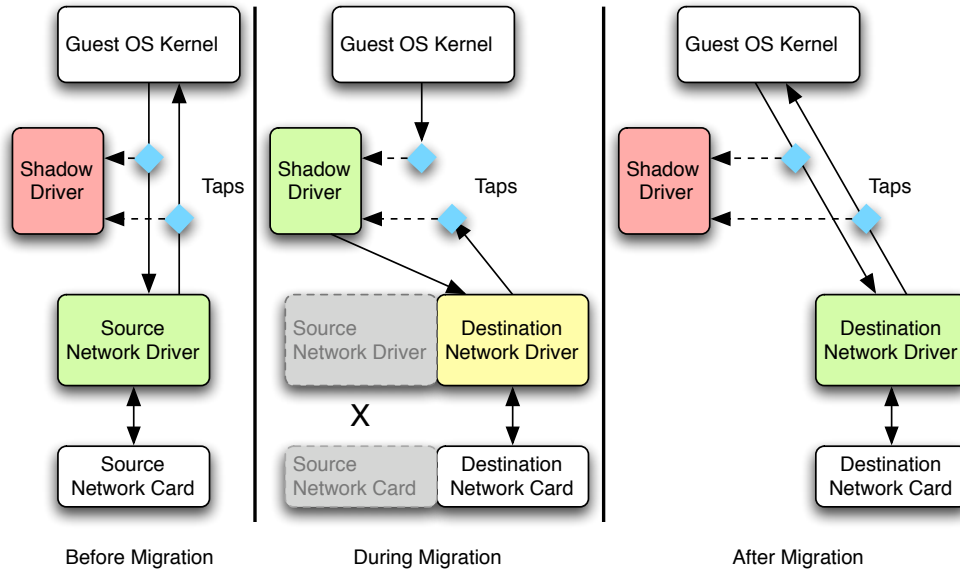 Guest OS Kernel
Shadow
Driver
Taps
Source
Network Driver
Source
Network Card
Before Migration
Guest OS Kernel
Shadow
Driver
Taps
Source
Network Driver
Destination
Network Driver
X
Source
Network Card
Destination
Network Card
During Migration
Guest OS Kernel
Shadow
Driver
Taps
Destination
Network Driver
Destination
Network Card
After Migration